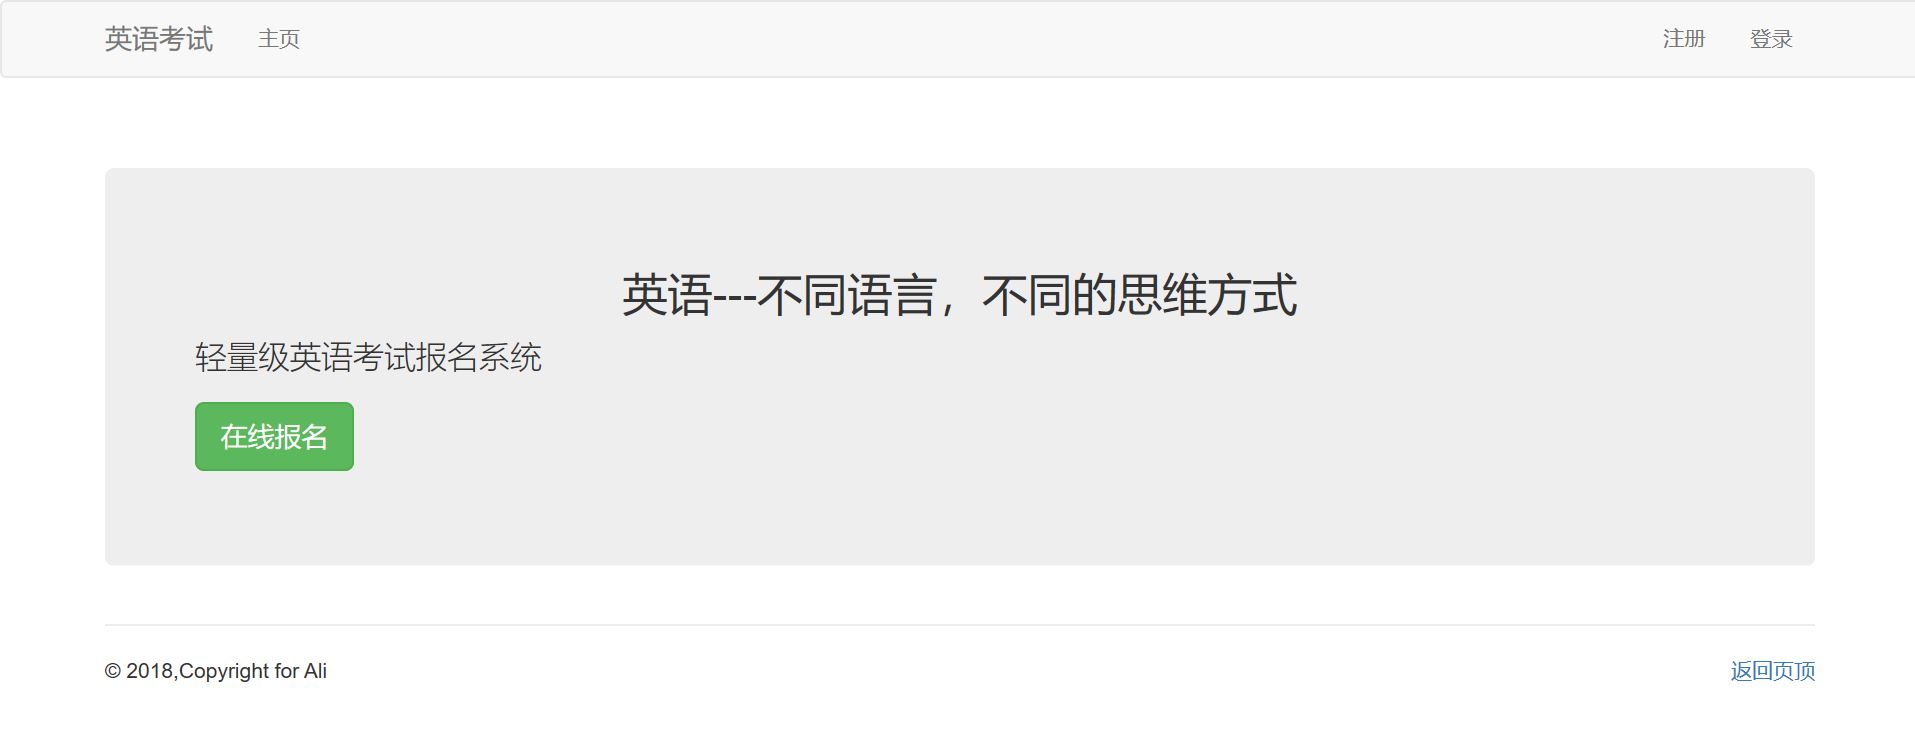 英语考试 主页 注册 登录
英语---不同语言，不同的思维方式
轻量级英语考试报名系统
在线报名
© 2018,Copyright for Ali 返回页顶